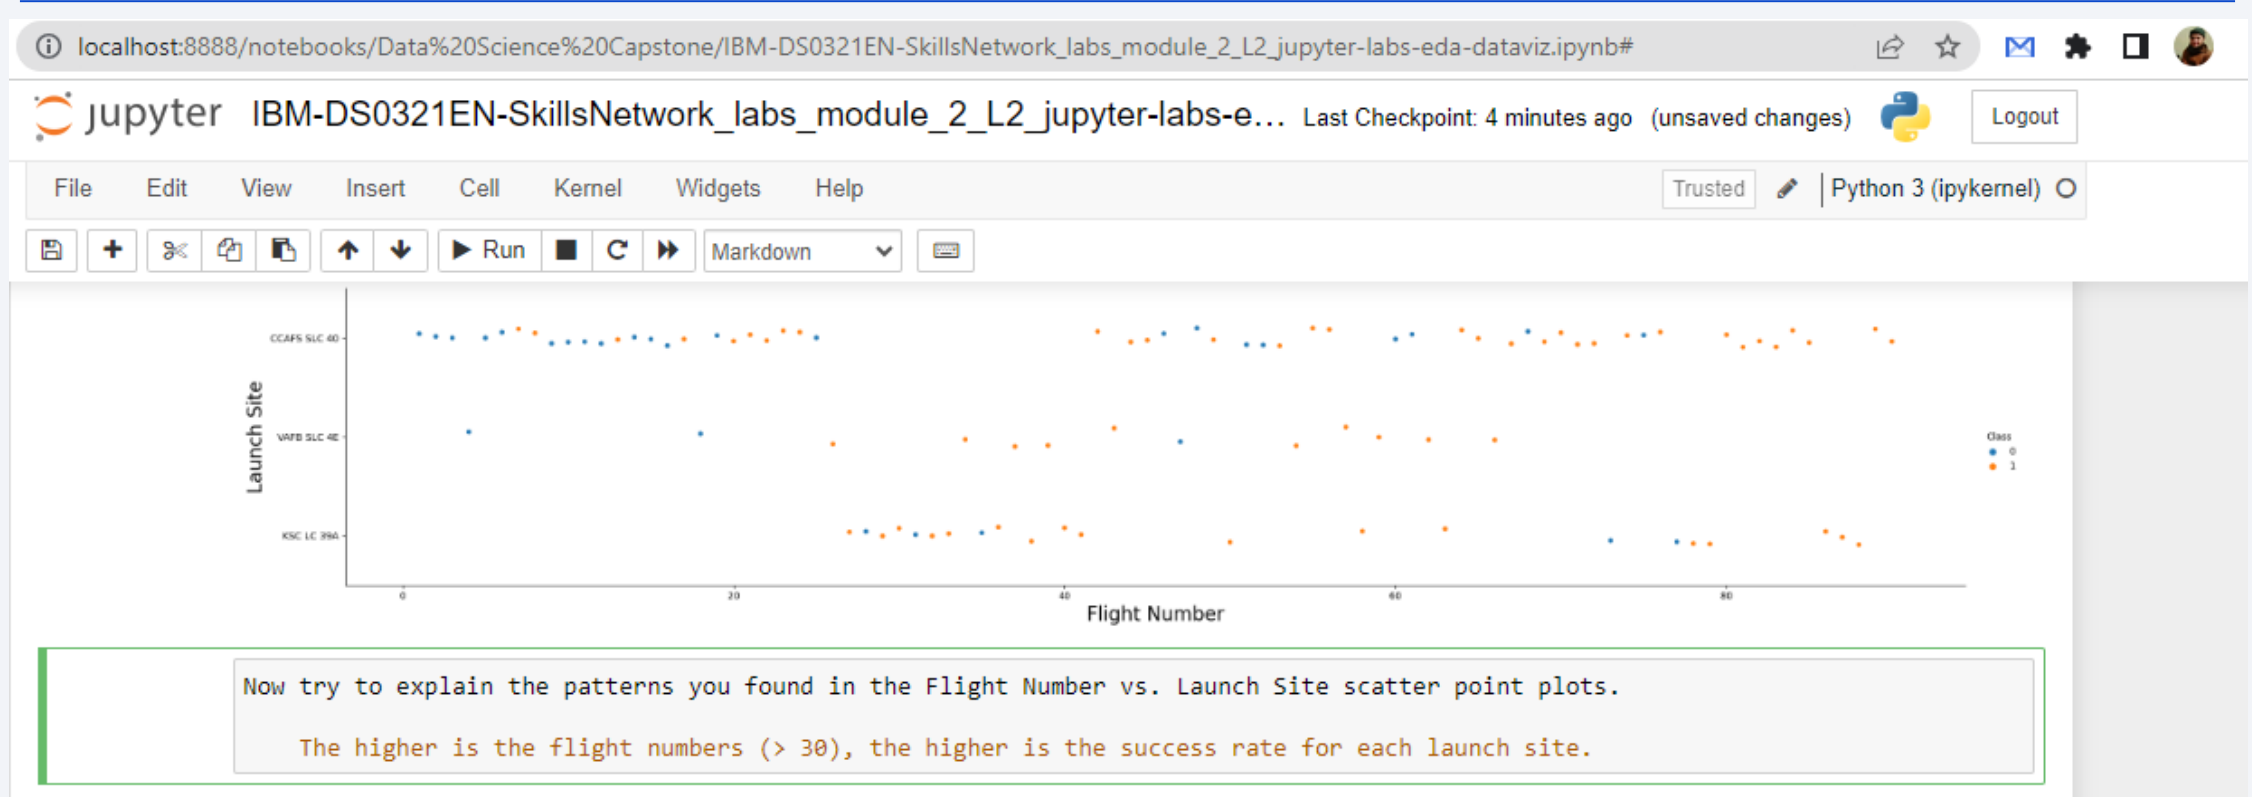 localhost:8888/notebooks/Data%20Science%20Capstone/IBM-DS0321EN-SkillsNetwork_labs_module_2_L2_jupyter-labs-eda-dataviz.ipynb#
jupyter IBM-DS0321EN-SkillsNetwork_labs_module_2_L2_jupyter-labs-e... Last Checkpoint: 4 minutes ago (unsaved changes) Logout
File Edit View Insert Cell Kernel Widgets Help Trusted Python 3 (ipykernel)
Run Markdown
CCAFS SLC 40
Launch Site
VAFB SLC 4E
KSC LC 39A
Class
0
1
0 20 40 60 80
Flight Number
Now try to explain the patterns you found in the Flight Number vs. Launch Site scatter point plots.
The higher is the flight numbers (> 30), the higher is the success rate for each launch site.